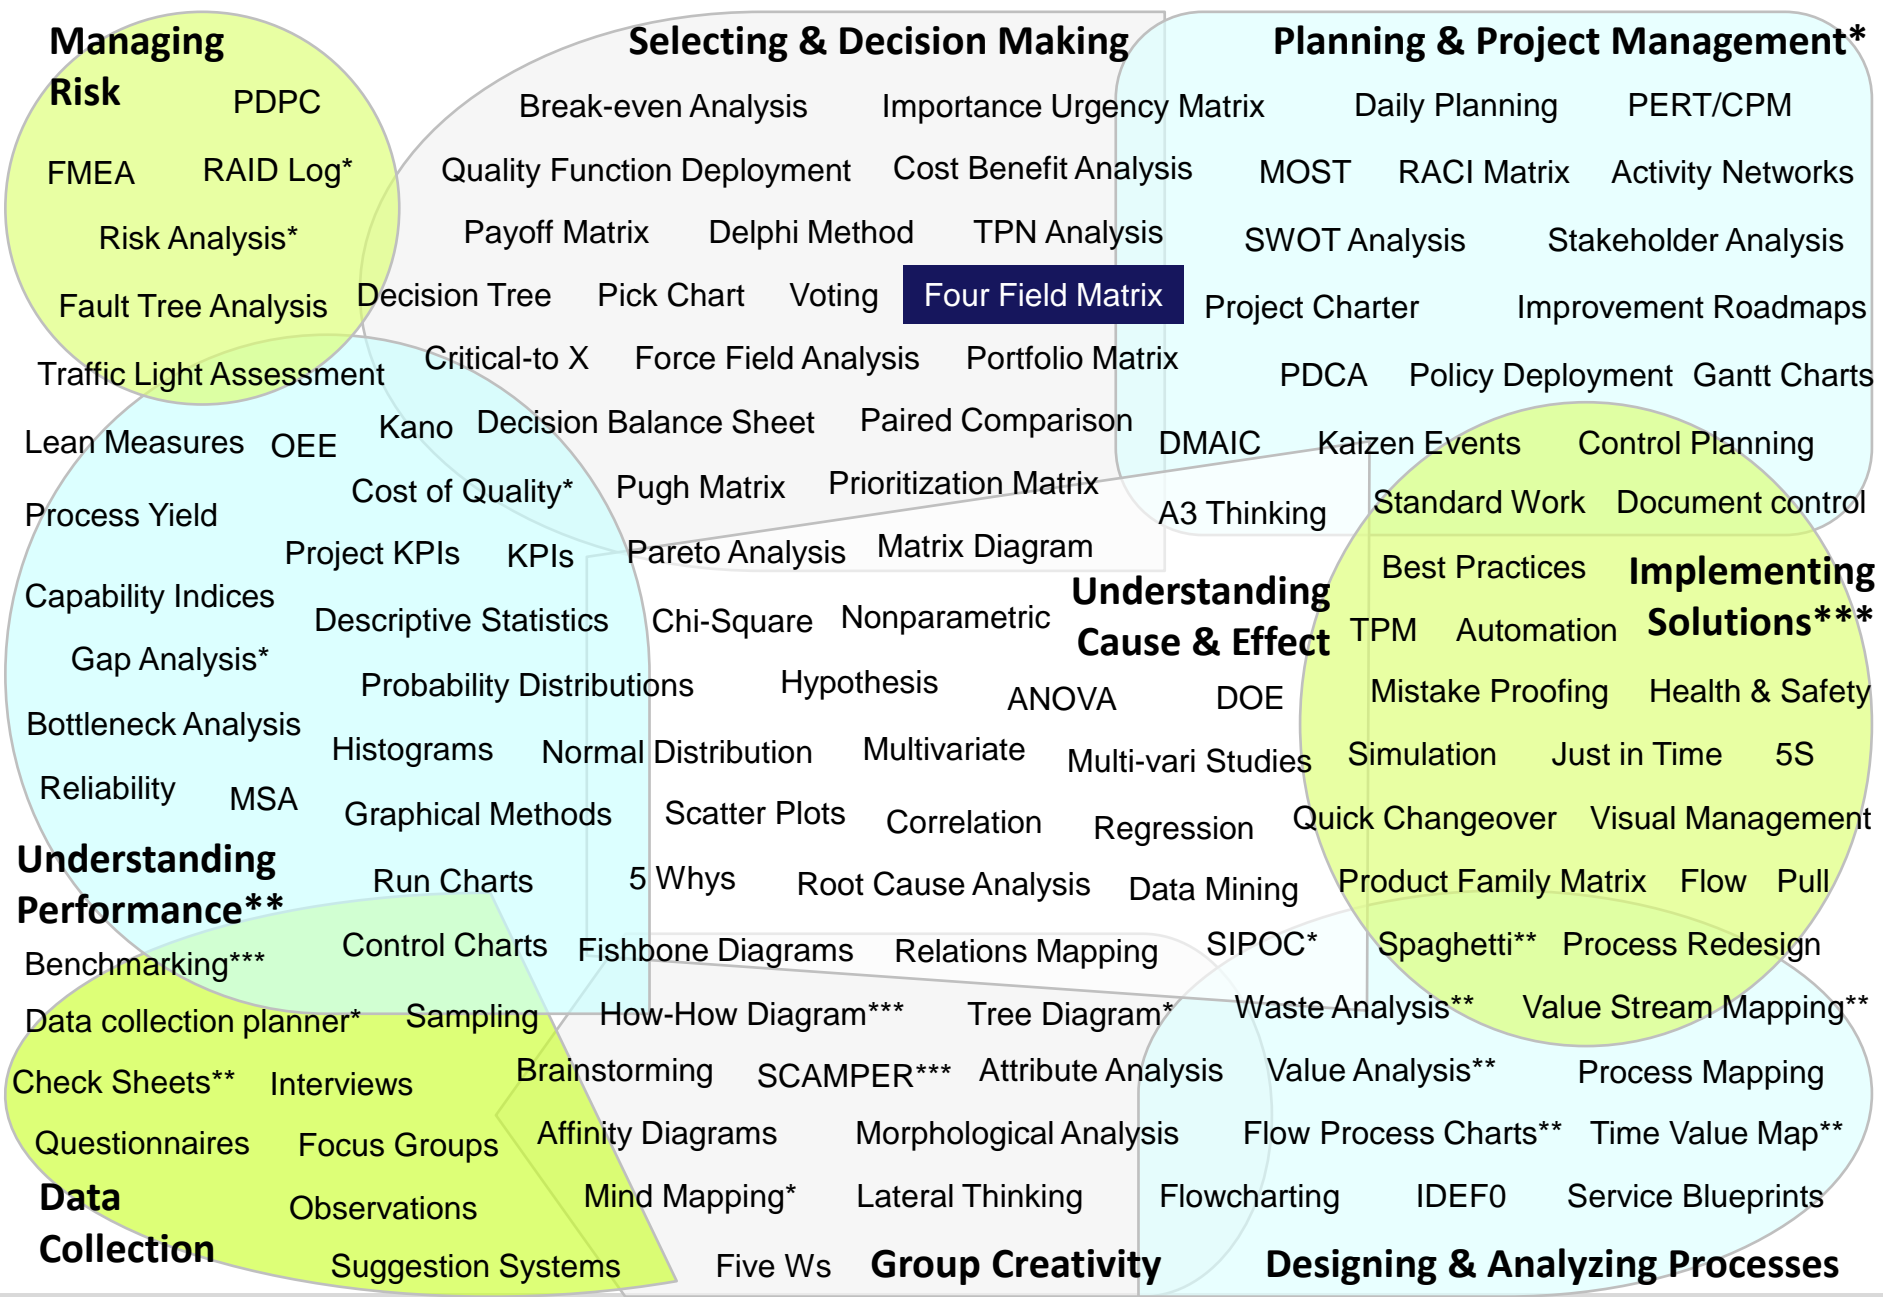 Managing
Risk
Selecting & Decision Making
Planning & Project Management*
PDPC
Break-even Analysis
Importance Urgency Matrix
Daily Planning
PERT/CPM
FMEA
RAID Log*
Quality Function Deployment
Cost Benefit Analysis
MOST
RACI Matrix
Activity Networks
Risk Analysis*
Payoff Matrix
Delphi Method
TPN Analysis
SWOT Analysis
Stakeholder Analysis
Fault Tree Analysis
Decision Tree
Pick Chart
Voting
Four Field Matrix
Project Charter
Improvement Roadmaps
Traffic Light Assessment
Critical-to X
Force Field Analysis
Portfolio Matrix
PDCA
Policy Deployment
Gantt Charts
Lean Measures
OEE
Kano
Decision Balance Sheet
Paired Comparison
DMAIC
Kaizen Events
Control Planning
Cost of Quality*
Pugh Matrix
Prioritization Matrix
Process Yield
A3 Thinking
Standard Work
Document control
Project KPIs
KPIs
Pareto Analysis
Matrix Diagram
Best Practices
Implementing
Solutions***
Understanding
Cause & Effect
Capability Indices
Descriptive Statistics
Chi-Square
Nonparametric
TPM
Automation
Gap Analysis*
Probability Distributions
Hypothesis
ANOVA
DOE
Mistake Proofing
Health & Safety
Bottleneck Analysis
Histograms
Normal Distribution
Multivariate
Multi-vari Studies
Simulation
Just in Time
5S
Reliability
MSA
Graphical Methods
Scatter Plots
Correlation
Regression
Quick Changeover
Visual Management
Understanding
Performance**
Run Charts
5 Whys
Root Cause Analysis
Data Mining
Product Family Matrix
Flow
Pull
Benchmarking***
Control Charts
Fishbone Diagrams
Relations Mapping
SIPOC*
Spaghetti**
Process Redesign
Data collection planner*
Sampling
How-How Diagram***
Tree Diagram*
Waste Analysis**
Value Stream Mapping**
Check Sheets**
Interviews
Brainstorming
SCAMPER***
Attribute Analysis
Value Analysis**
Process Mapping
Questionnaires
Focus Groups
Affinity Diagrams
Morphological Analysis
Flow Process Charts**
Time Value Map**
Data
Collection
Observations
Mind Mapping*
Lateral Thinking
Flowcharting
IDEF0
Service Blueprints
Suggestion Systems
Five Ws
Group Creativity
Designing & Analyzing Processes